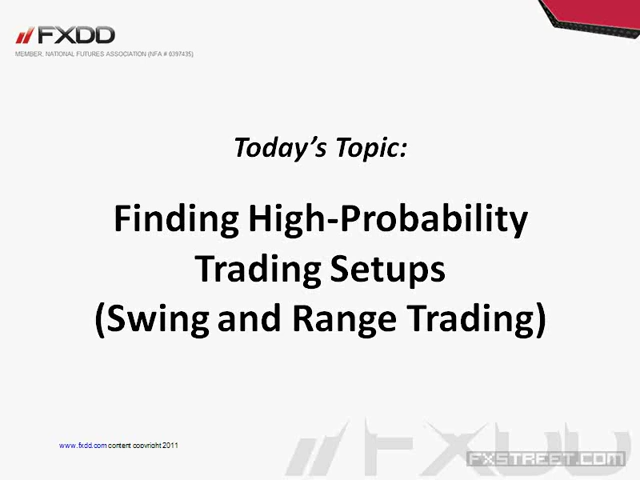 FXDD
MEMBER, NATIONAL FUTURES ASSOCIATION (NFA # 0397435)
Today's Topic:
Finding High-Probability
Trading Setups
(Swing and Range Trading)
www.fxdd.com content copyright 2011
FXDD
FXSTREET.COM